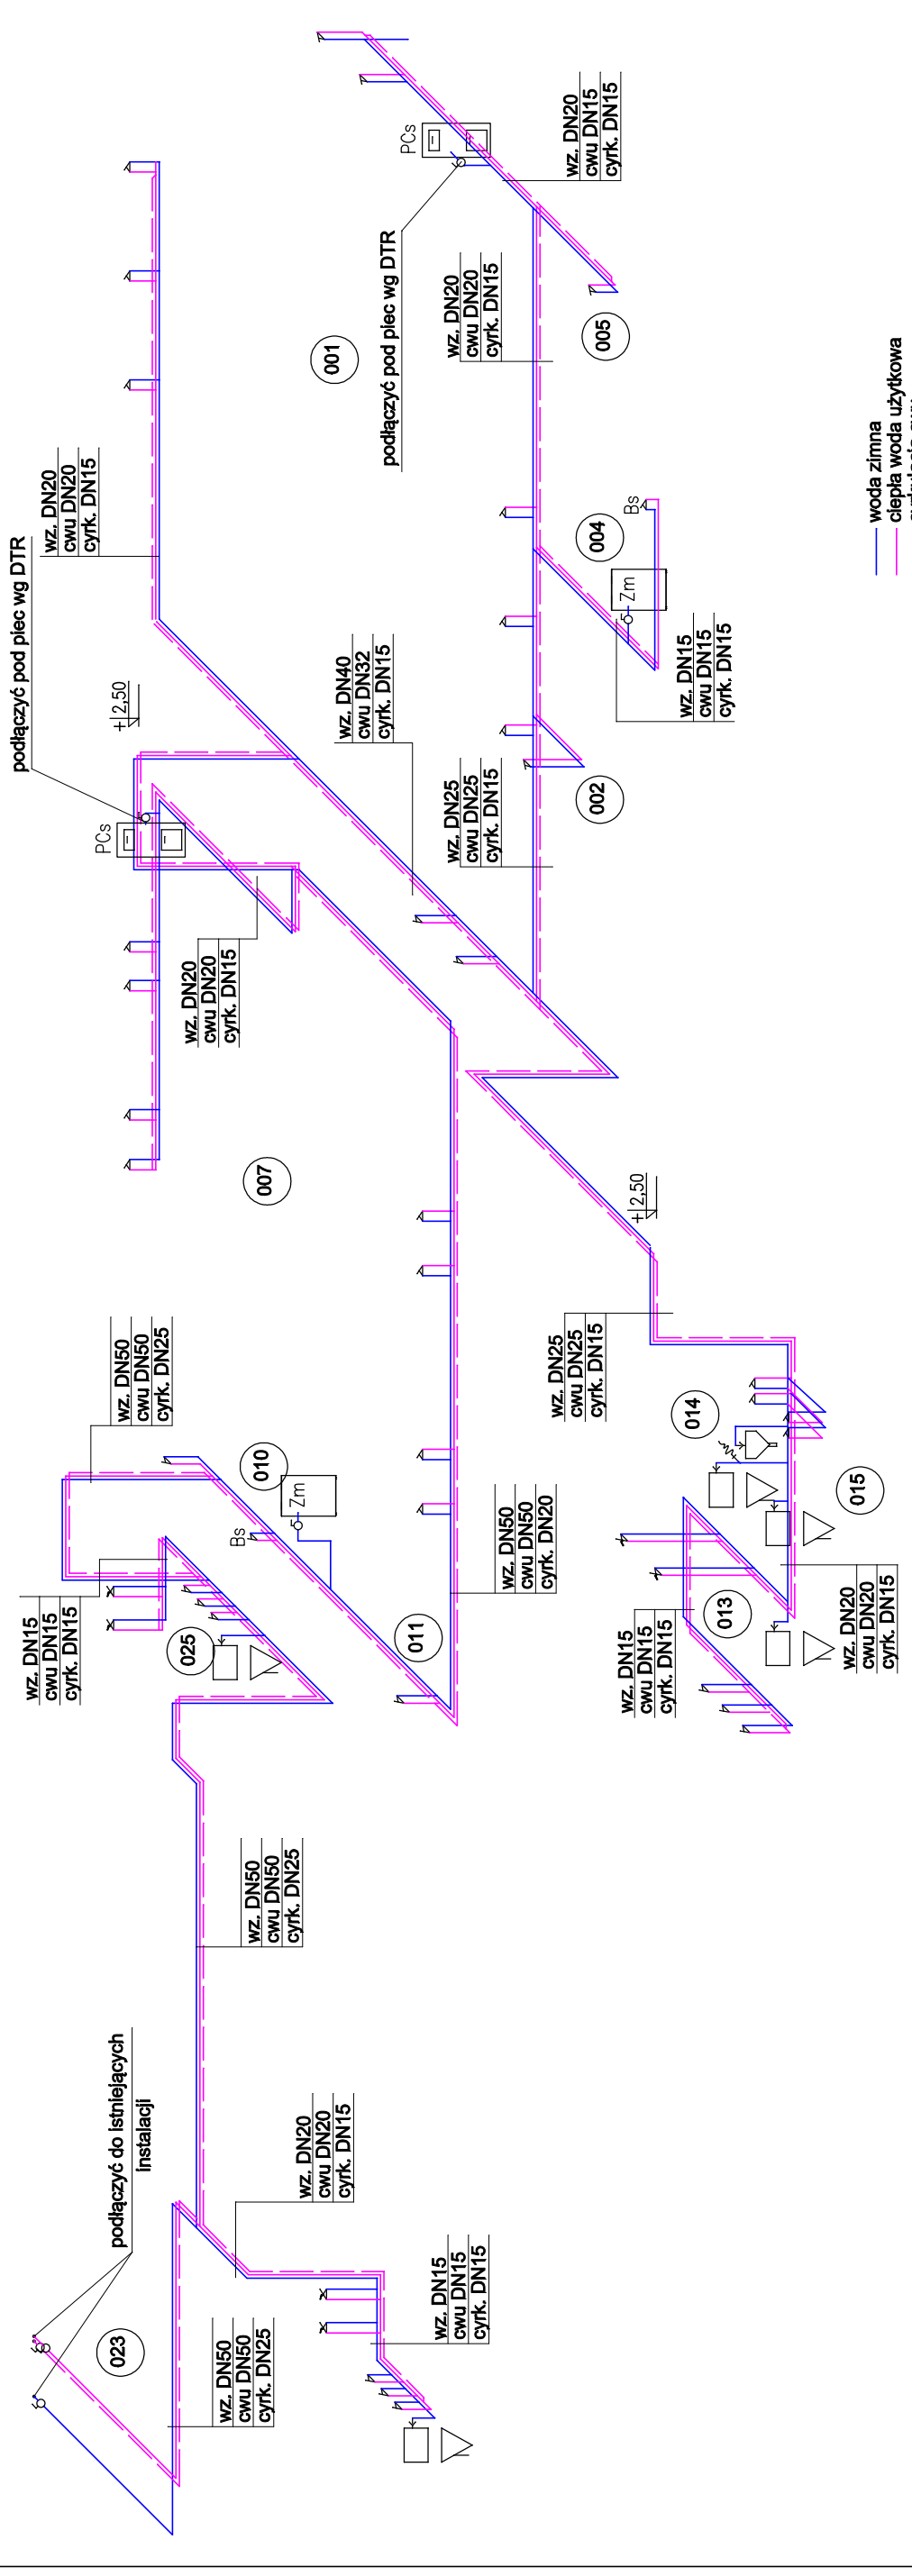 podłączyć pod piec wg DTR
wz. DN20
cwu DN20
cyrk. DN15
+2,50
PCs
wz. DN20
cwu DN20
cyrk. DN15
007
001
podłączyć pod piec wg DTR
PCs
wz. DN20
cwu DN15
cyrk. DN15
wz. DN20
cwu DN20
cyrk. DN15
005
wz. DN40
cwu DN32
cyrk. DN15
wz. DN25
cwu DN25
cyrk. DN15
002
004
Zm
Bs
wz. DN15
cwu DN15
cyrk. DN15
woda zimna
ciepła woda użytkowa
+2,50
wz. DN50
cwu DN50
cyrk. DN25
010
Bs
Zm
wz. DN15
cwu DN15
cyrk. DN15
025
011
wz. DN50
cwu DN50
cyrk. DN20
wz. DN25
cwu DN25
cyrk. DN15
014
015
013
wz. DN15
cwu DN15
cyrk. DN15
wz. DN20
cwu DN20
cyrk. DN15
wz. DN50
cwu DN50
cyrk. DN25
podłączyć do istniejących
instalacji
023
wz. DN20
cwu DN20
cyrk. DN15
wz. DN50
cwu DN50
cyrk. DN25
wz. DN15
cwu DN15
cyrk. DN15